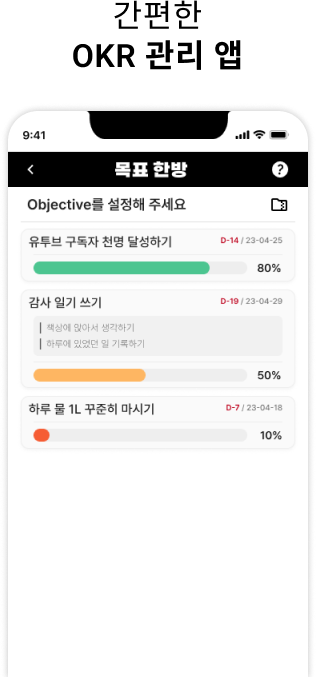 간편한
OKR 관리 앱
9:41
목표 한방
?
Objective를 설정해 주세요
유투브 구독자 천명 달성하기
D-14 / 23-04-25
80%
감사 일기 쓰기
D-19 / 23-04-29
책상에 앉아서 생각하기
하루에 있었던 일 기록하기
50%
하루 물 1L 꾸준히 마시기
D-7 / 23-04-18
10%